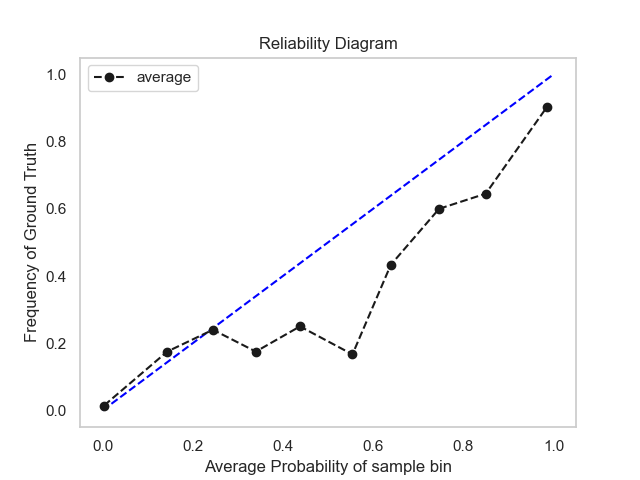 Reliability Diagram
average
Frequency of Ground Truth
1.0
0.8
0.6
0.4
0.2
0.0
0.0 0.2 0.4 0.6 0.8 1.0
Average Probability of sample bin